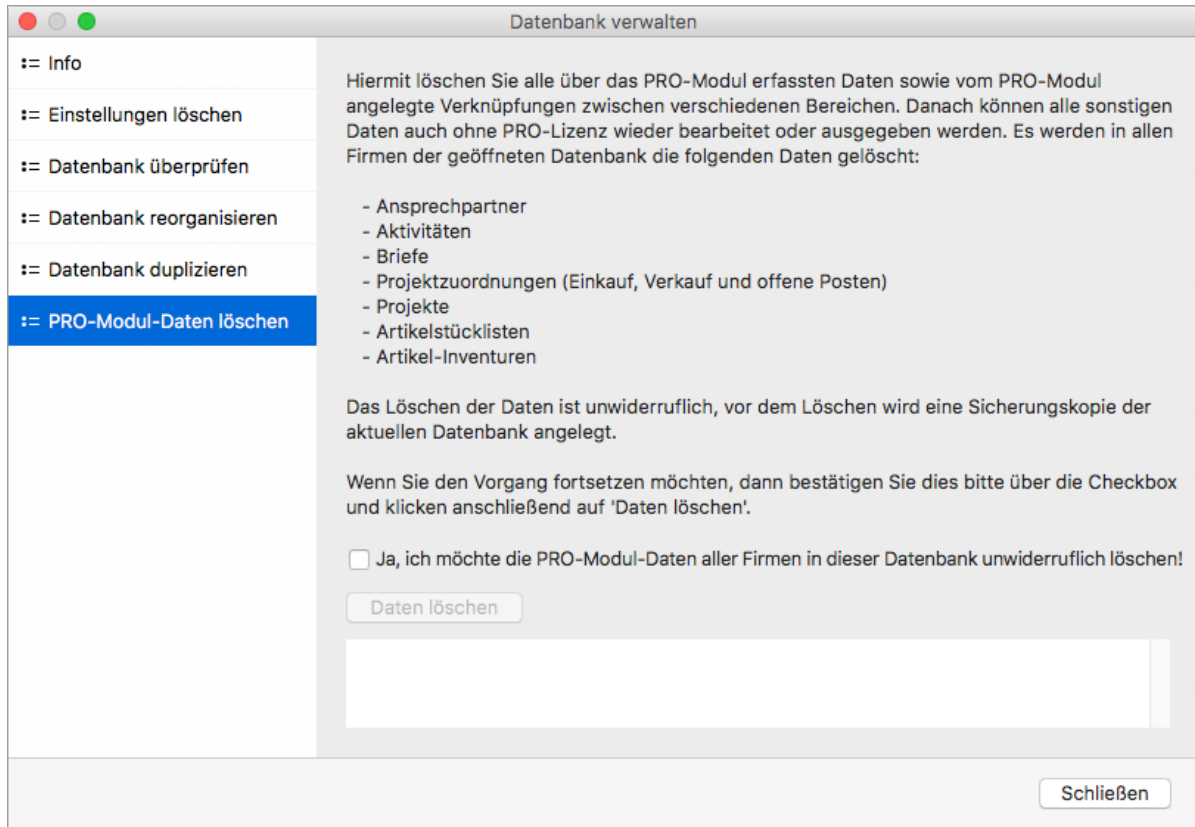 Datenbank verwalten
Info
Einstellungen löschen
Datenbank überprüfen
Datenbank reorganisieren
Datenbank duplizieren
PRO-Modul-Daten löschen
Hiermit löschen Sie alle über das PRO-Modul erfassten Daten sowie vom PRO-Modul
angelegte Verknüpfungen zwischen verschiedenen Bereichen. Danach können alle sonstigen
Daten auch ohne PRO-Lizenz wieder bearbeitet oder ausgegeben werden. Es werden in allen
Firmen der geöffneten Datenbank die folgenden Daten gelöscht:
- Ansprechpartner
- Aktivitäten
- Briefe
- Projektzuordnungen (Einkauf, Verkauf und offene Posten)
- Projekte
- Artikelstücklisten
- Artikel-Inventuren
Das Löschen der Daten ist unwiderruflich, vor dem Löschen wird eine Sicherungskopie der
aktuellen Datenbank angelegt.
Wenn Sie den Vorgang fortsetzen möchten, dann bestätigen Sie dies bitte über die Checkbox
und klicken anschließend auf 'Daten löschen'.
Ja, ich möchte die PRO-Modul-Daten aller Firmen in dieser Datenbank unwiderruflich löschen!
Daten löschen
Schließen